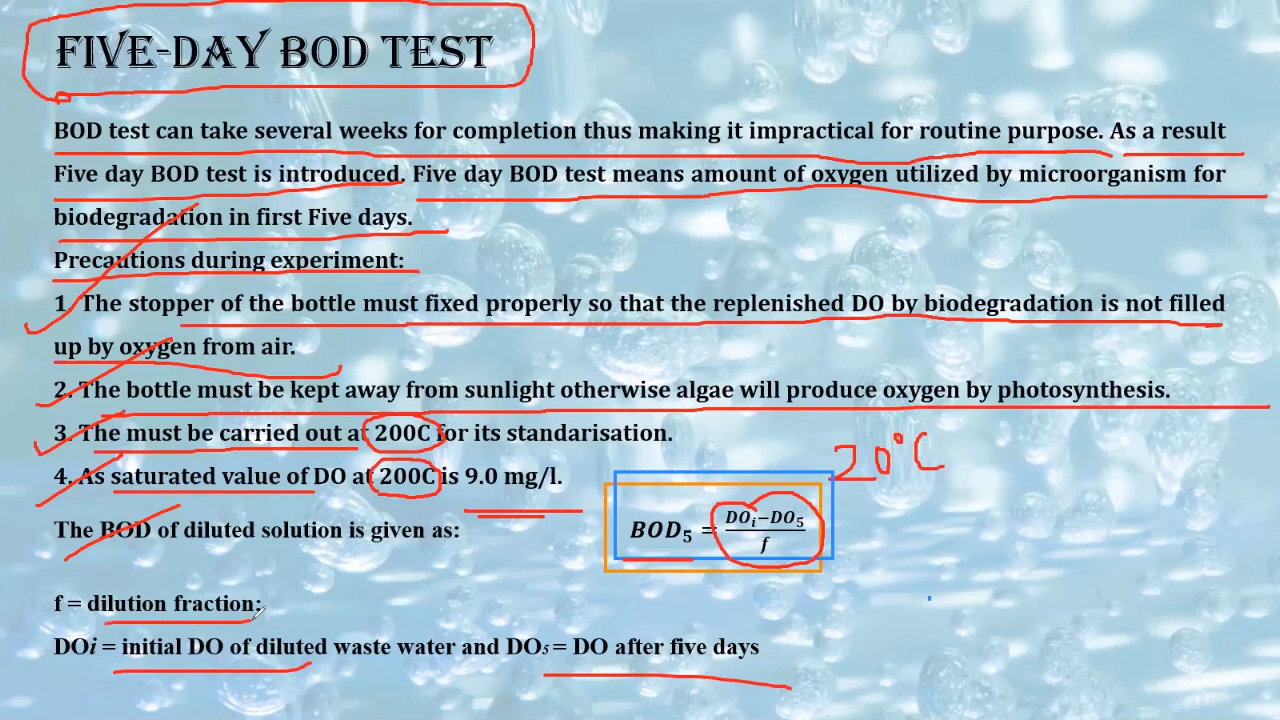 FIVE-DAY BOD TEST
BOD test can take several weeks for completion thus making it impractical for routine purpose. As a result
Five day BOD test is introduced. Five day BOD test means amount of oxygen utilized by microorganism for
biodegradation in first Five days.
Precautions during experiment:
1. The stopper of the bottle must fixed properly so that the replenished DO by biodegradation is not filled
up by oxygen from air.
2. The bottle must be kept away from sunlight otherwise algae will produce oxygen by photosynthesis.
3. The must be carried out at 200C for its standarisation.
20°C
4. As saturated value of DO at 200C is 9.0 mg/l.
The BOD of diluted solution is given as: BOD₅ = (DOᵢ−DO₅)/f
f = dilution fraction;
DOi = initial DO of diluted waste water and DO₅ = DO after five days